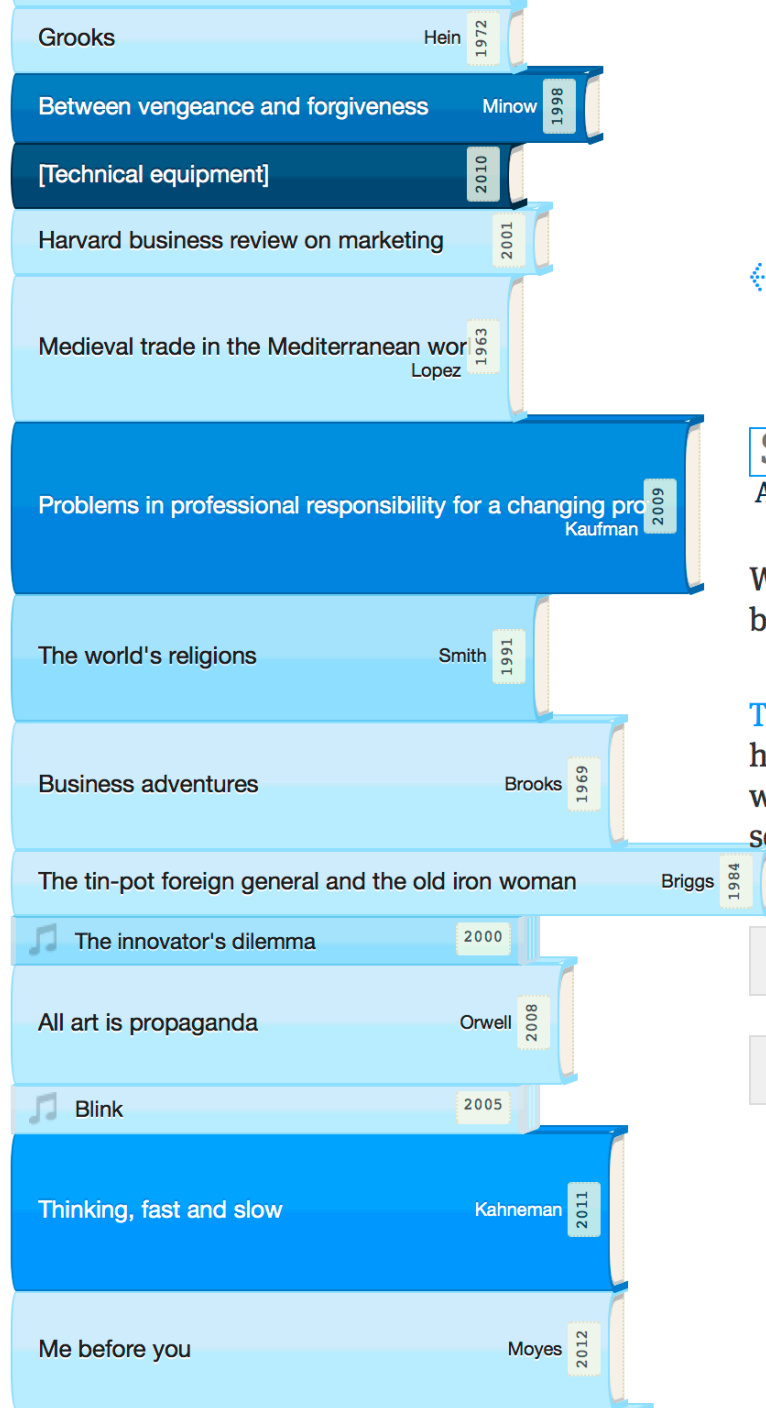 Grooks Hein 1972
Between vengeance and forgiveness Minow 1998
[Technical equipment] 2010
Harvard business review on marketing 2001
Medieval trade in the Mediterranean wor 1963
Lopez
Problems in professional responsibility for a changing pro 2009
Kaufman
The world's religions Smith 1991
Business adventures Brooks 1969
The tin-pot foreign general and the old iron woman Briggs 1984
The innovator's dilemma 2000
All art is propaganda Orwell 2008
Blink 2005
Thinking, fast and slow Kahneman 2011
Me before you Moyes 2012